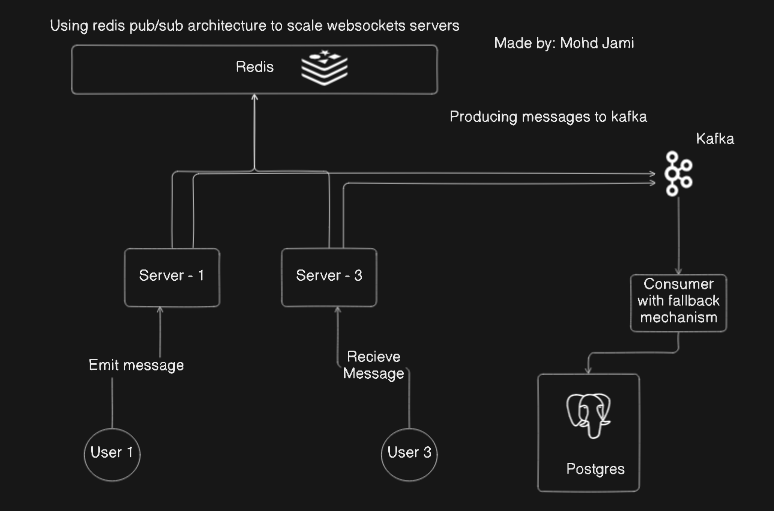 Using redis pub/sub architecture to scale websockets servers
Made by: Mohd Jami
Redis
Producing messages to kafka
Kafka
Server - 1
Server - 3
Consumer
with fallback
mechanism
Emit message
Recieve
Message
User 1
User 3
Postgres